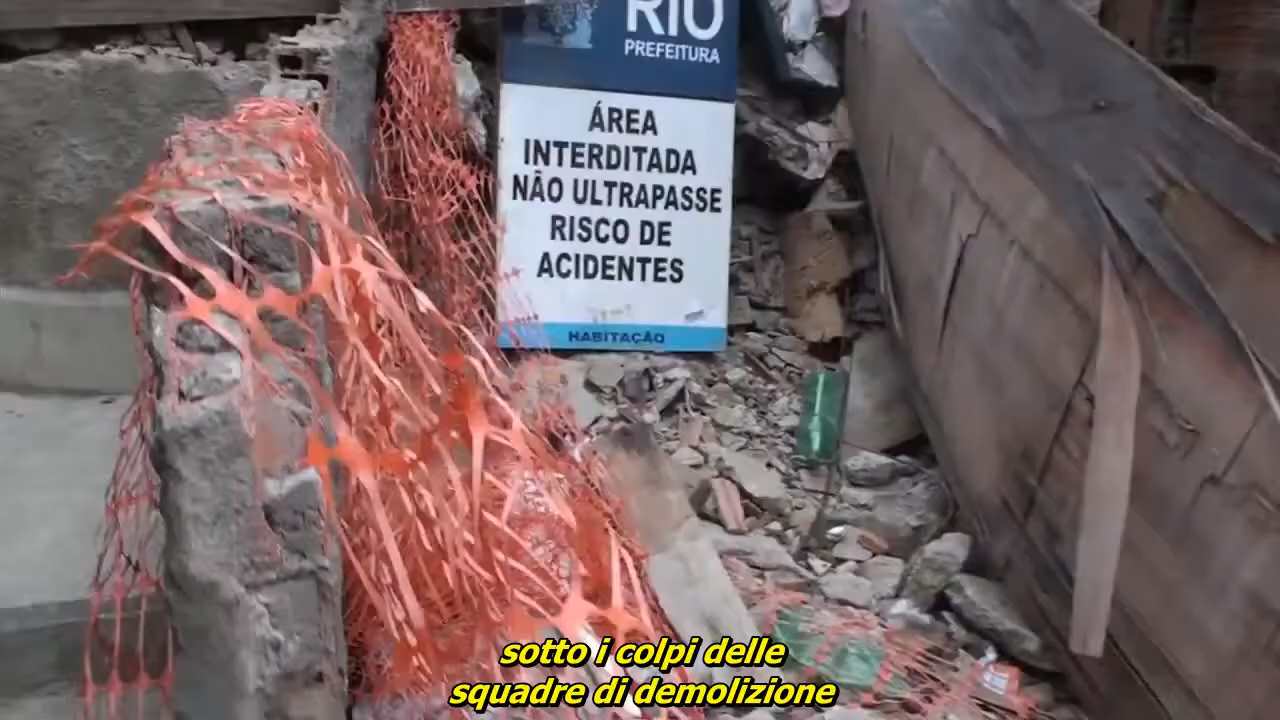 RIO
PREFEITURA
ÁREA
INTERDITADA
NÃO ULTRAPASSE
RISCO DE
ACIDENTES
HABITAÇÃO
sotto i colpi delle
squadre di demolizione